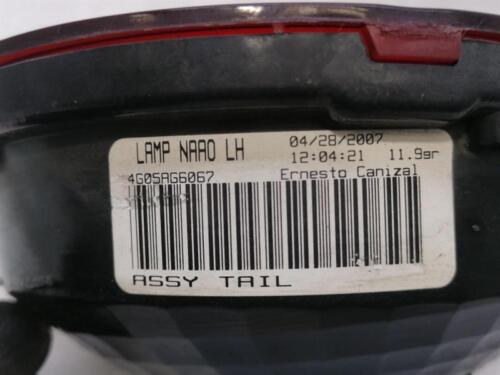 LAMP NAAO LH
04/28/2007
12:04:21 11.9gr
4G05AG6067
Ernesto Canizal
ASSY TAIL